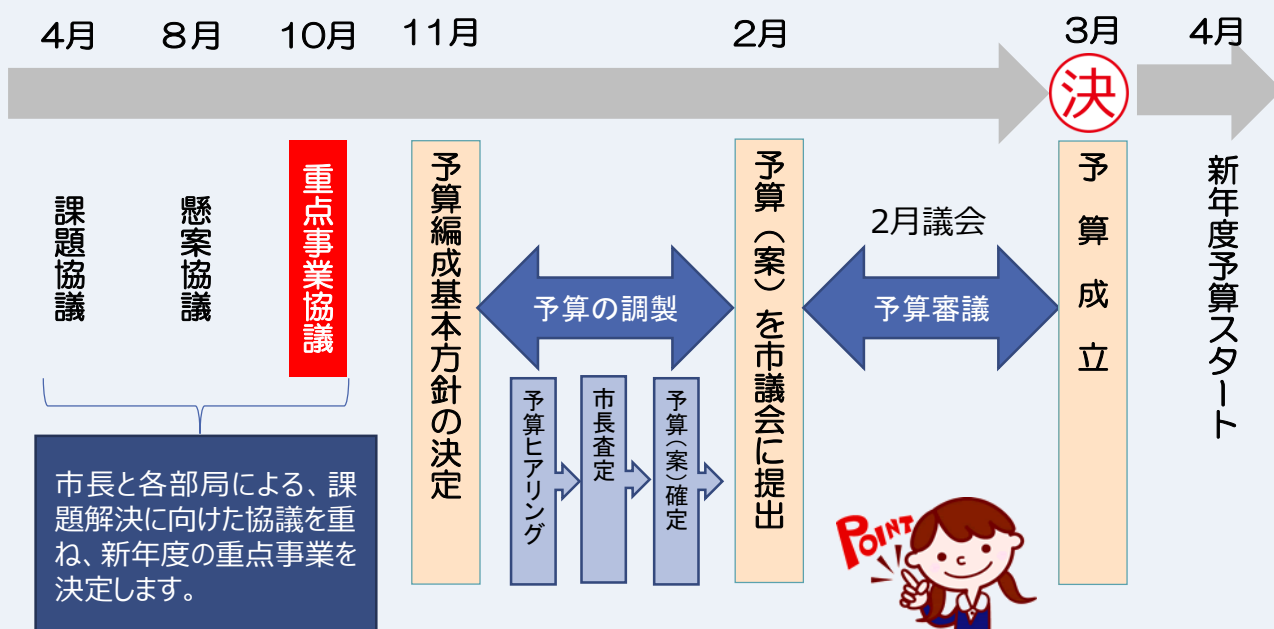 4月
8月
10月
11月
2月
3月
4月
決
課題協議
懸案協議
重点事業協議
予算編成基本方針の決定
予算の調製
予算ヒアリング
市長査定
予算(案)確定
予算(案)を市議会に提出
2月議会
予算審議
予算成立
新年度予算スタート
市長と各部局による、課
題解決に向けた協議を重
ね、新年度の重点事業を
決定します。
POINT